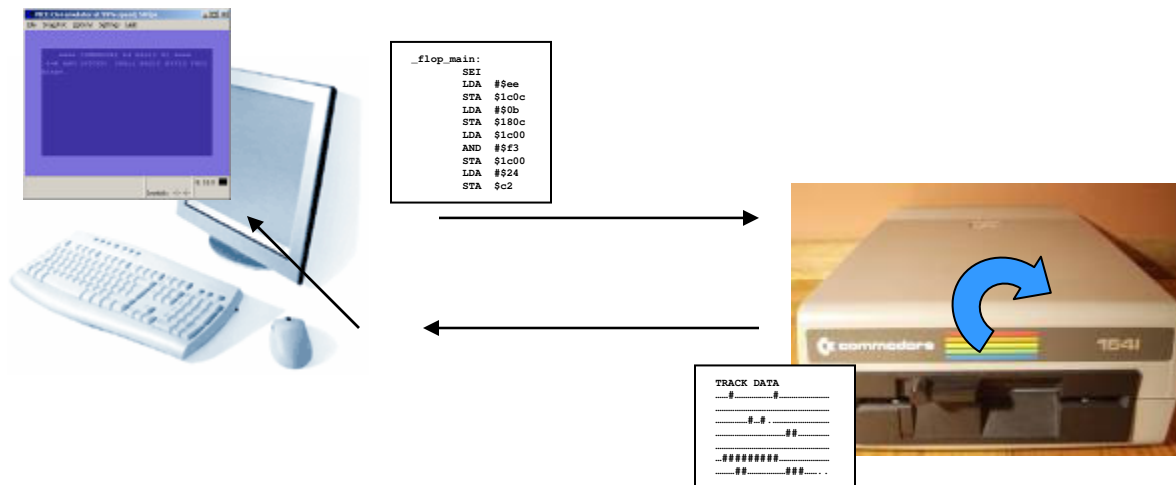 _flop_main:
SEI
LDA #$ee
STA $1c0c
LDA #$0b
STA $180c
LDA $1c00
AND #$f3
STA $1c00
LDA #$24
STA $c2
commodore
1541
TRACK DATA
……#…………………#…………………………
…………………………………………………………
………………#…#.……………………………
……………………………………##………………
…………………………………………………………
…#########…………………………
…………##……………………###……..